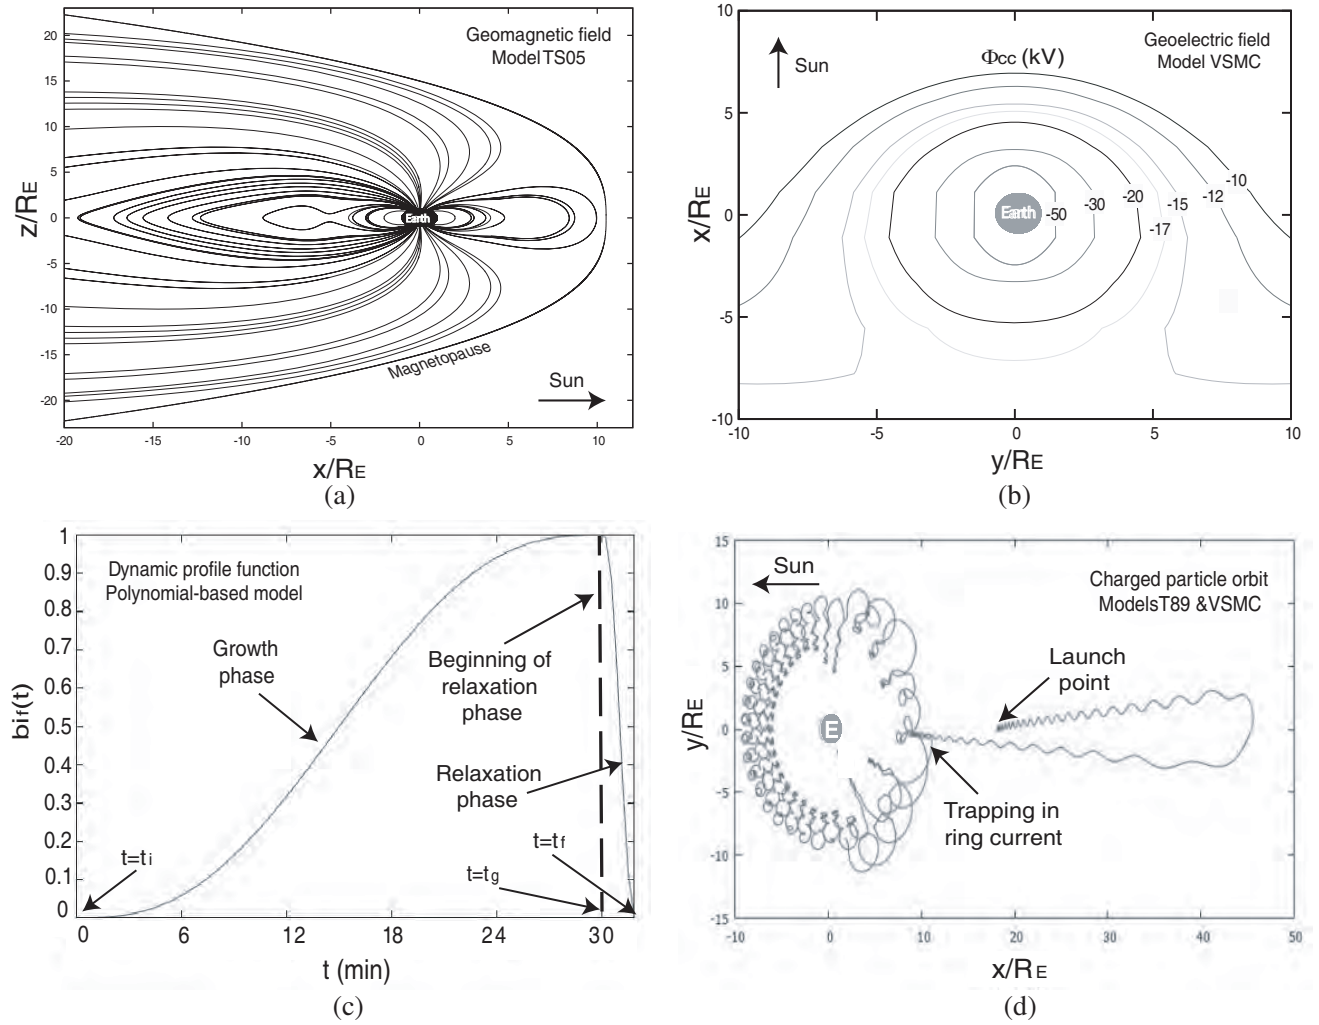 Geomagnetic field
Model TS05
20
15
10
5
0
-5
-10
-15
-20
z/RE
Earth
Magnetopause
Sun
-20
-15
-10
-5
0
5
10
x/RE
(a)
10
5
0
-5
-10
x/RE
Sun
Φcc (kV)
Geoelectric field
Model VSMC
Earth
-50
-30
-20
-17
-15
-12
-10
-10
-5
0
5
10
y/RE
(b)
1
0.9
0.8
0.7
0.6
0.5
0.4
0.3
0.2
0.1
0
bif(t)
Dynamic profile function
Polynomial-based model
Growth
phase
Beginning of
relaxation
phase
Relaxation
phase
t=ti
t=tg
t=tf
0
6
12
18
24
30
t (min)
(c)
15
10
5
0
-5
-10
-15
y/RE
Sun
Charged particle orbit
ModelsT89 &VSMC
Launch
point
E
Trapping in
ring current
-10
0
10
20
30
40
50
x/RE
(d)